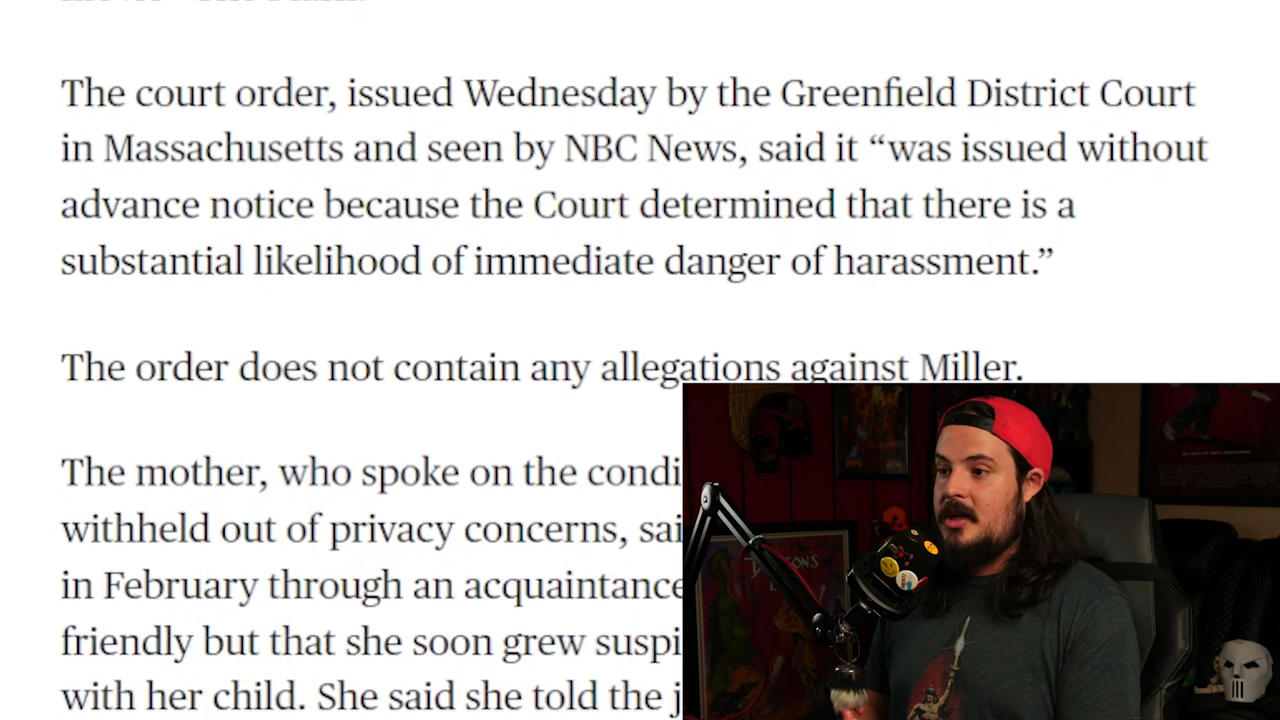 The court order, issued Wednesday by the Greenfield District Court
in Massachusetts and seen by NBC News, said it “was issued without
advance notice because the Court determined that there is a
substantial likelihood of immediate danger of harassment.”
The order does not contain any allegations against Miller.
The mother, who spoke on the condi
withheld out of privacy concerns, sai
in February through an acquaintance
friendly but that she soon grew suspi
with her child. She said she told the j